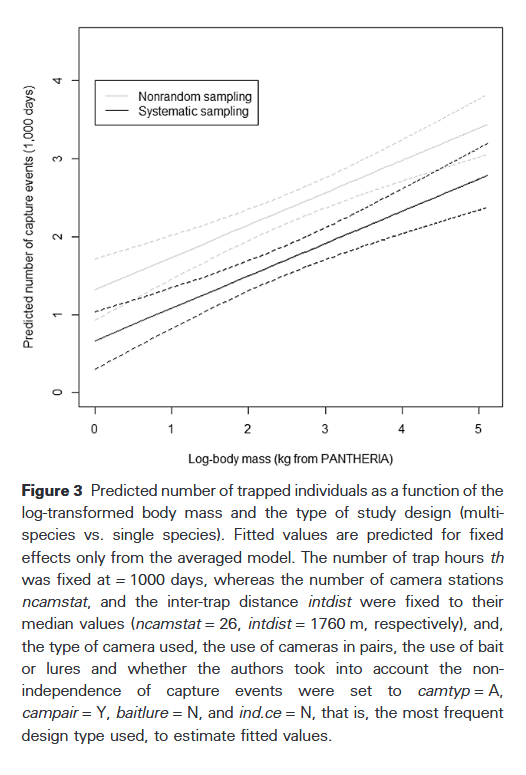 Predicted number of capture events (1,000 days)
4
3
2
1
0
Nonrandom sampling
Systematic sampling
0 1 2 3 4 5
Log-body mass (kg from PANTHERIA)
Figure 3 Predicted number of trapped individuals as a function of the
log-transformed body mass and the type of study design (multi-
species vs. single species). Fitted values are predicted for fixed
effects only from the averaged model. The number of trap hours th
was fixed at = 1000 days, whereas the number of camera stations
ncamstat, and the inter-trap distance intdist were fixed to their
median values (ncamstat = 26, intdist = 1760 m, respectively), and,
the type of camera used, the use of cameras in pairs, the use of bait
or lures and whether the authors took into account the non-
independence of capture events were set to camtyp = A,
campair = Y, baitlure = N, and ind.ce = N, that is, the most frequent
design type used, to estimate fitted values.